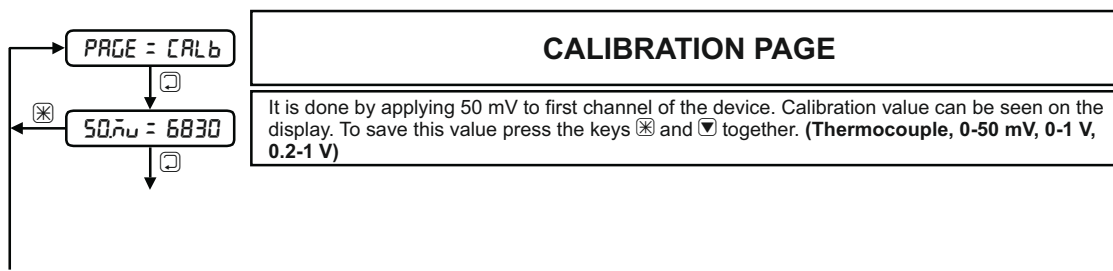 PAGE = CALb
CALIBRATION PAGE
50.mv = 6830
It is done by applying 50 mV to first channel of the device. Calibration value can be seen on the
display. To save this value press the keys and together. (Thermocouple, 0-50 mV, 0-1 V,
0.2-1 V)